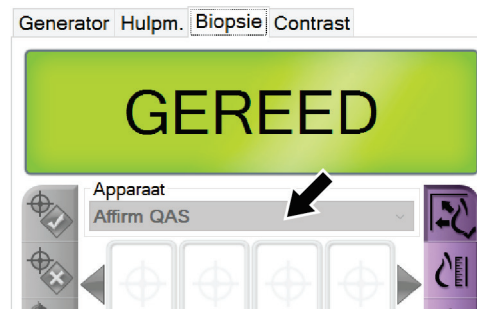 Generator Hulpm. Biopsie Contrast
GEREED
Apparaat
Affirm QAS